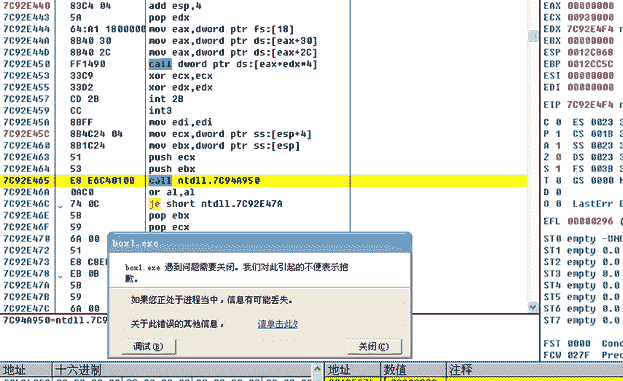 7C92E440 83C4 04 add esp,4
7C92E443 5A pop edx
7C92E444 64:A1 1800000 mov eax,dword ptr fs:[18]
7C92E44A 8B40 30 mov eax,dword ptr ds:[eax+30]
7C92E44D 8B40 2C mov eax,dword ptr ds:[eax+2C]
7C92E450 FF1490 call dword ptr ds:[eax+edx*4]
7C92E453 33C9 xor ecx,ecx
7C92E455 33D2 xor edx,edx
7C92E457 CD 2B int 2B
7C92E459 CC int3
7C92E45A 8BFF mov edi,edi
7C92E45C 8B4C24 04 mov ecx,dword ptr ss:[esp+4]
7C92E460 8B1C24 mov ebx,dword ptr ss:[esp]
7C92E463 51 push ecx
7C92E464 53 push ebx
7C92E465 E8 E6C40100 call ntdll.7C94A950
7C92E46A 0AC0 or al,al
7C92E46C 74 0C je short ntdll.7C92E47A
7C92E46E 5B pop ebx
7C92E46F 59 pop ecx
7C92E470 6A 00
7C92E472 51
7C92E473 E8 C8EB
7C92E478 EB 0B
7C92E47A 5B
7C92E47B 59
7C92E47C 6A 00
7C94A950=ntdll.7C9
EAX 00000000
ECX 00930000
EDX 7C92E4F4 n
EBX 00000000
ESP 0012C868
EBP 0012CC5C
ESI 00000000
EDI 00000000
EIP 7C92E4F4 n
C 0 ES 0023 3
P 1 CS 001B 3
A 1 SS 0023 3
Z 0 DS 0023 3
S 1 FS 003B 3
T 0 GS 0000 N
D 0
O 0 LastErr E
EFL 00000296 (
ST0 empty -UNO
ST1 empty 0.0
ST2 empty 0.0
ST3 empty 0.0
ST4 empty 0.0
ST5 empty 0.0
ST6 empty 0.0
ST7 empty 0.0
FST 0000 Cond
FCW 027F Prec
box1.exe
box1.exe 遇到问题需要关闭。我们对此引起的不便表示抱
歉。
如果您正处于进程当中，信息有可能丢失。
关于此错误的其他信息， 请单击此处
调试(B) 关闭(C)
地址 十六进制 地址 数值 注释